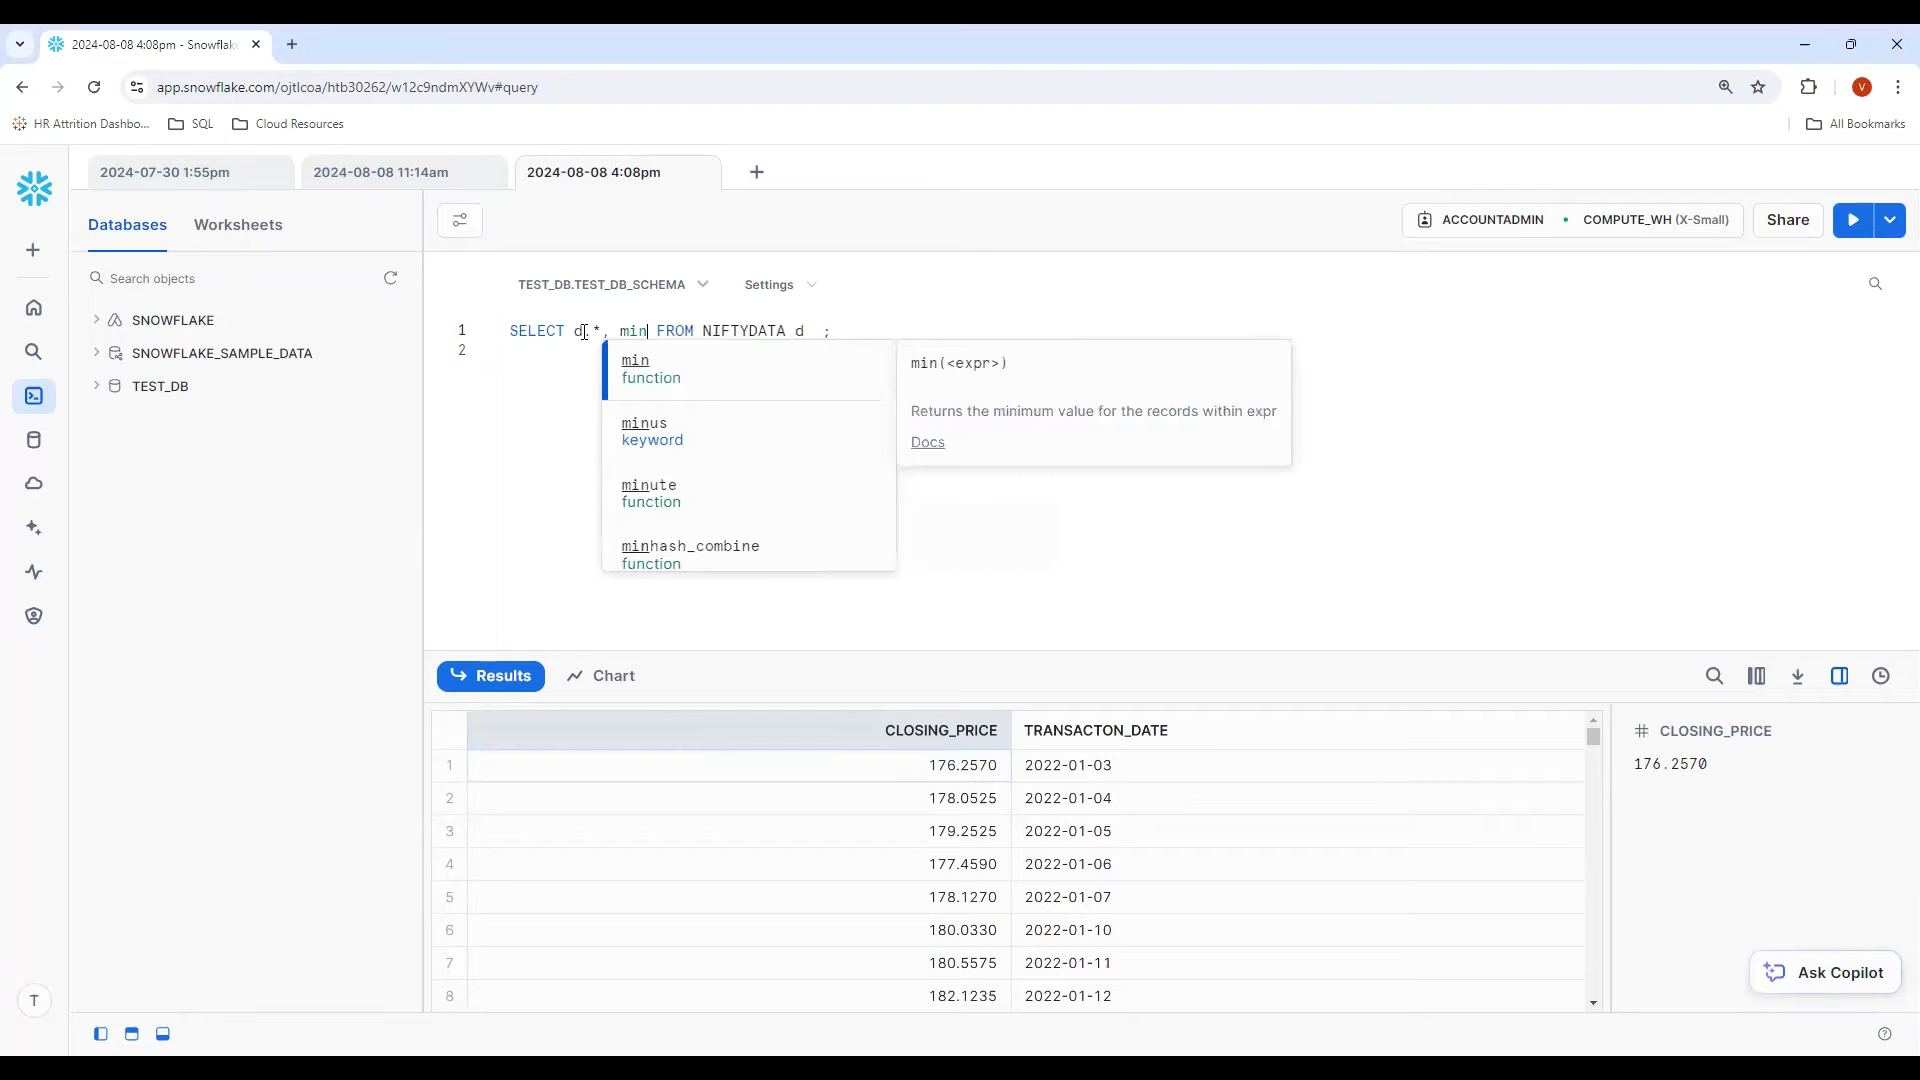 2024-08-08 4:08pm - Snowflak
app.snowflake.com/ojtlcoa/htb30262/w12c9ndmXYWv#query
V
HR Attrition Dashbo...
SQL
Cloud Resources
All Bookmarks
2024-07-30 1:55pm
2024-08-08 11:14am
2024-08-08 4:08pm
Databases
Worksheets
ACCOUNTADMIN • COMPUTE_WH (X-Small)
Share
Search objects
TEST_DB.TEST_DB_SCHEMA
Settings
SNOWFLAKE
SNOWFLAKE_SAMPLE_DATA
TEST_DB
1 SELECT d.*, min FROM NIFTYDATA d ;
2
min
function
minus
keyword
minute
function
minhash_combine
function
min(<expr>)
Returns the minimum value for the records within expr
Docs
Results
Chart
CLOSING_PRICE TRANSACTON_DATE
1 176.2570 2022-01-03
2 178.0525 2022-01-04
3 179.2525 2022-01-05
4 177.4590 2022-01-06
5 178.1270 2022-01-07
6 180.0330 2022-01-10
7 180.5575 2022-01-11
8 182.1235 2022-01-12
# CLOSING_PRICE
176.2570
Ask Copilot
T